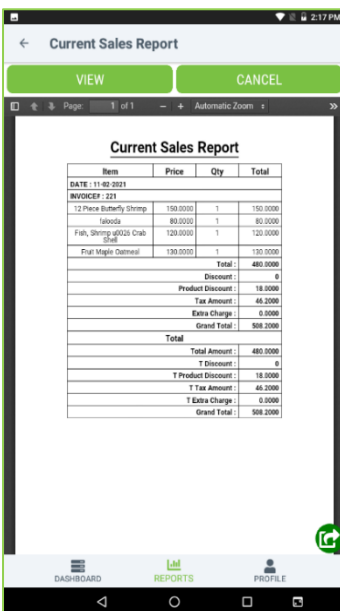 2:17 PM
Current Sales Report
VIEW CANCEL
Page: 1 of 1 − + Automatic Zoom
Current Sales Report
Item Price Qty Total
DATE : 11-02-2021
INVOICE# : 221
12 Piece Butterfly Shrimp 150.0000 1 150.0000
falooda 80.0000 1 80.0000
Fish, Shrimp u0026 Crab
Shell 120.0000 1 120.0000
Fruit Maple Oatmeal 130.0000 1 130.0000
Total : 480.0000
Discount : 0
Product Discount : 18.0000
Tax Amount : 46.2000
Extra Charge : 0.0000
Grand Total : 508.2000
Total
Total Amount : 480.0000
T Discount : 0
T Product Discount : 18.0000
T Tax Amount : 46.2000
T Extra Charge : 0.0000
Grand Total : 508.2000
DASHBOARD REPORTS PROFILE